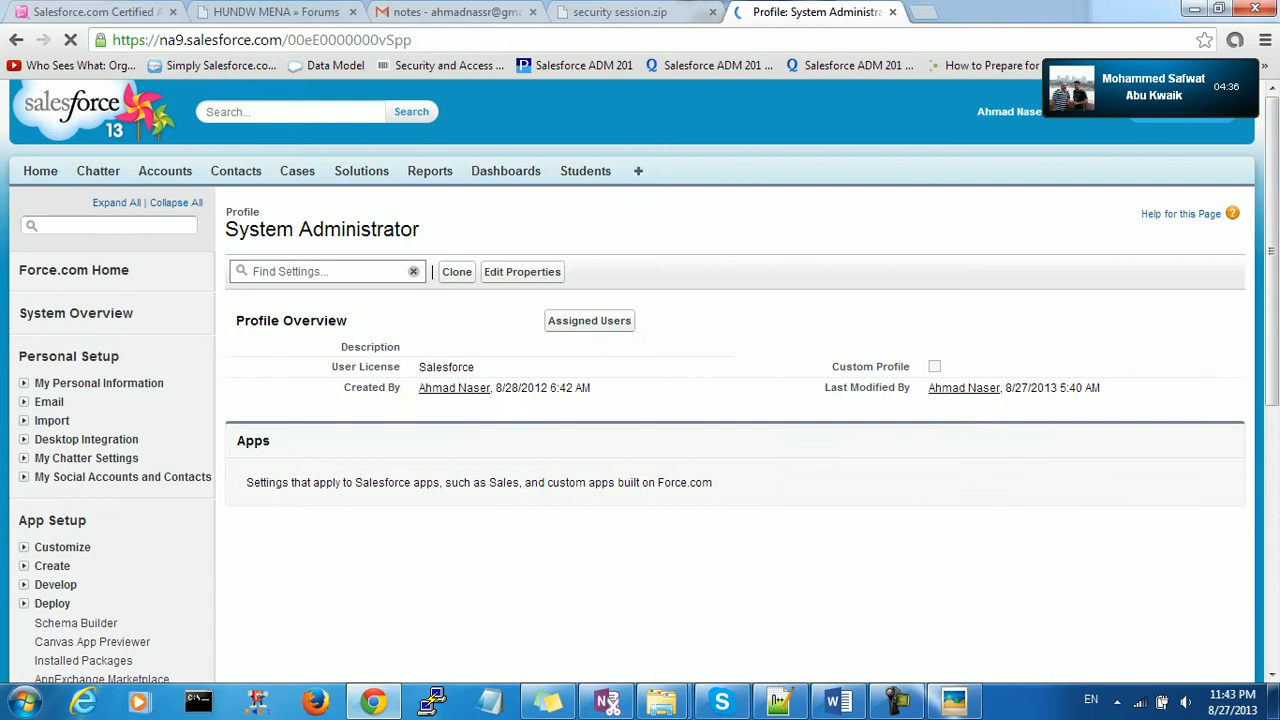 Salesforce.com Certified A
HUNDW MENA » Forums
notes - ahmadnassr@gm
security session.zip
Profile: System Administra
https://na9.salesforce.com/00eE0000000vSpp
Who Sees What: Org...
Simply Salesforce.co...
Data Model
Security and Access ...
Salesforce ADM 201
Salesforce ADM 201 ...
Salesforce ADM 201 ...
How to Prepare for
»
Mohammed Safwat
Abu Kwaik
04:36
salesforce
13
Search...
Search
Ahmad Nase
Home
Chatter
Accounts
Contacts
Cases
Solutions
Reports
Dashboards
Students
Expand All | Collapse All
Profile
System Administrator
Help for this Page
Find Settings...
Clone
Edit Properties
Force.com Home
System Overview
Profile Overview
Assigned Users
Description
User License Salesforce
Custom Profile
Created By Ahmad Naser, 8/28/2012 6:42 AM
Last Modified By Ahmad Naser, 8/27/2013 5:40 AM
Personal Setup
My Personal Information
Email
Import
Desktop Integration
My Chatter Settings
My Social Accounts and Contacts
Apps
Settings that apply to Salesforce apps, such as Sales, and custom apps built on Force.com
App Setup
Customize
Create
Develop
Deploy
Schema Builder
Canvas App Previewer
Installed Packages
AppExchange Marketplace
EN
11:43 PM
8/27/2013